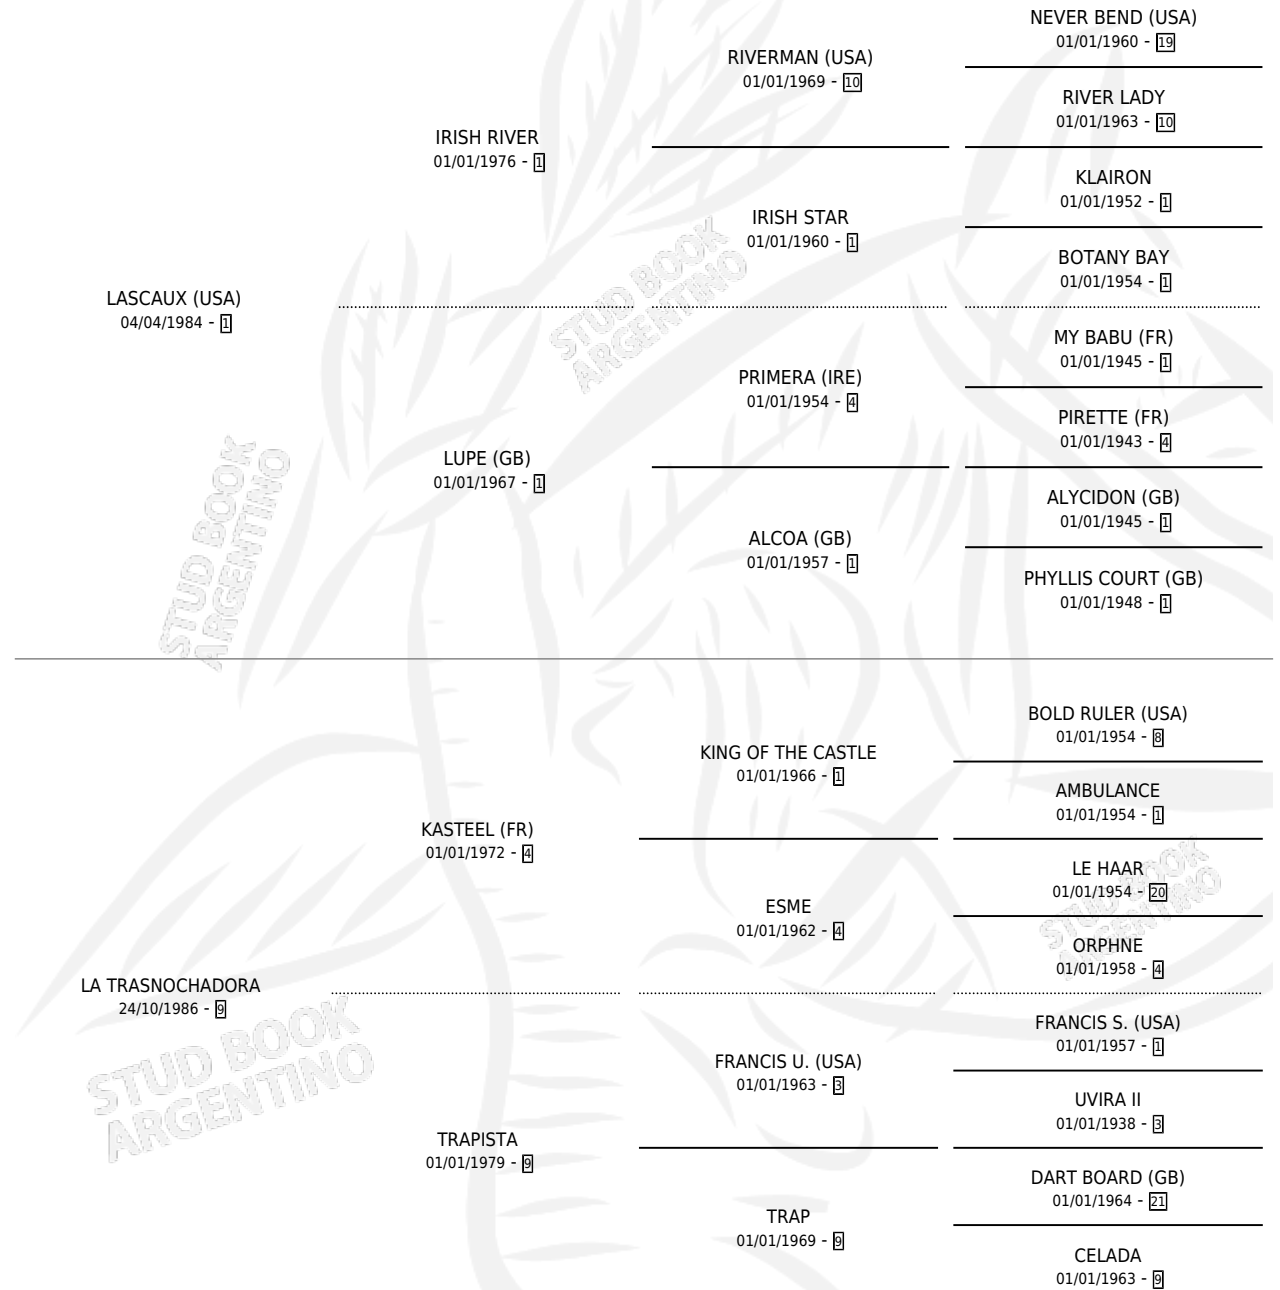 NEVER BEND (USA)
01/01/1960 - 19
RIVERMAN (USA)
01/01/1969 - 10
RIVER LADY
01/01/1963 - 10
IRISH RIVER
01/01/1976 - 1
KLAIRON
01/01/1952 - 1
IRISH STAR
01/01/1960 - 1
BOTANY BAY
01/01/1954 - 1
LASCAUX (USA)
04/04/1984 - 1
MY BABU (FR)
01/01/1945 - 1
PRIMERA (IRE)
01/01/1954 - 4
PIRETTE (FR)
01/01/1943 - 4
LUPE (GB)
01/01/1967 - 1
ALYCIDON (GB)
01/01/1945 - 1
ALCOA (GB)
01/01/1957 - 1
PHYLLIS COURT (GB)
01/01/1948 - 1
STUD BOOK
ARGENTINO
STUD BOOK
ARGENTINO
BOLD RULER (USA)
01/01/1954 - 8
KING OF THE CASTLE
01/01/1966 - 1
AMBULANCE
01/01/1954 - 1
KASTEEL (FR)
01/01/1972 - 4
LE HAAR
01/01/1954 - 20
ESME
01/01/1962 - 4
ORPHNE
01/01/1958 - 4
STUD BOOK
ARGENTINO
LA TRASNOCHADORA
24/10/1986 - 9
STUD BOOK
ARGENTINO
FRANCIS S. (USA)
01/01/1957 - 1
FRANCIS U. (USA)
01/01/1963 - 3
UVIRA II
01/01/1938 - 3
TRAPISTA
01/01/1979 - 9
DART BOARD (GB)
01/01/1964 - 21
TRAP
01/01/1969 - 9
CELADA
01/01/1963 - 9